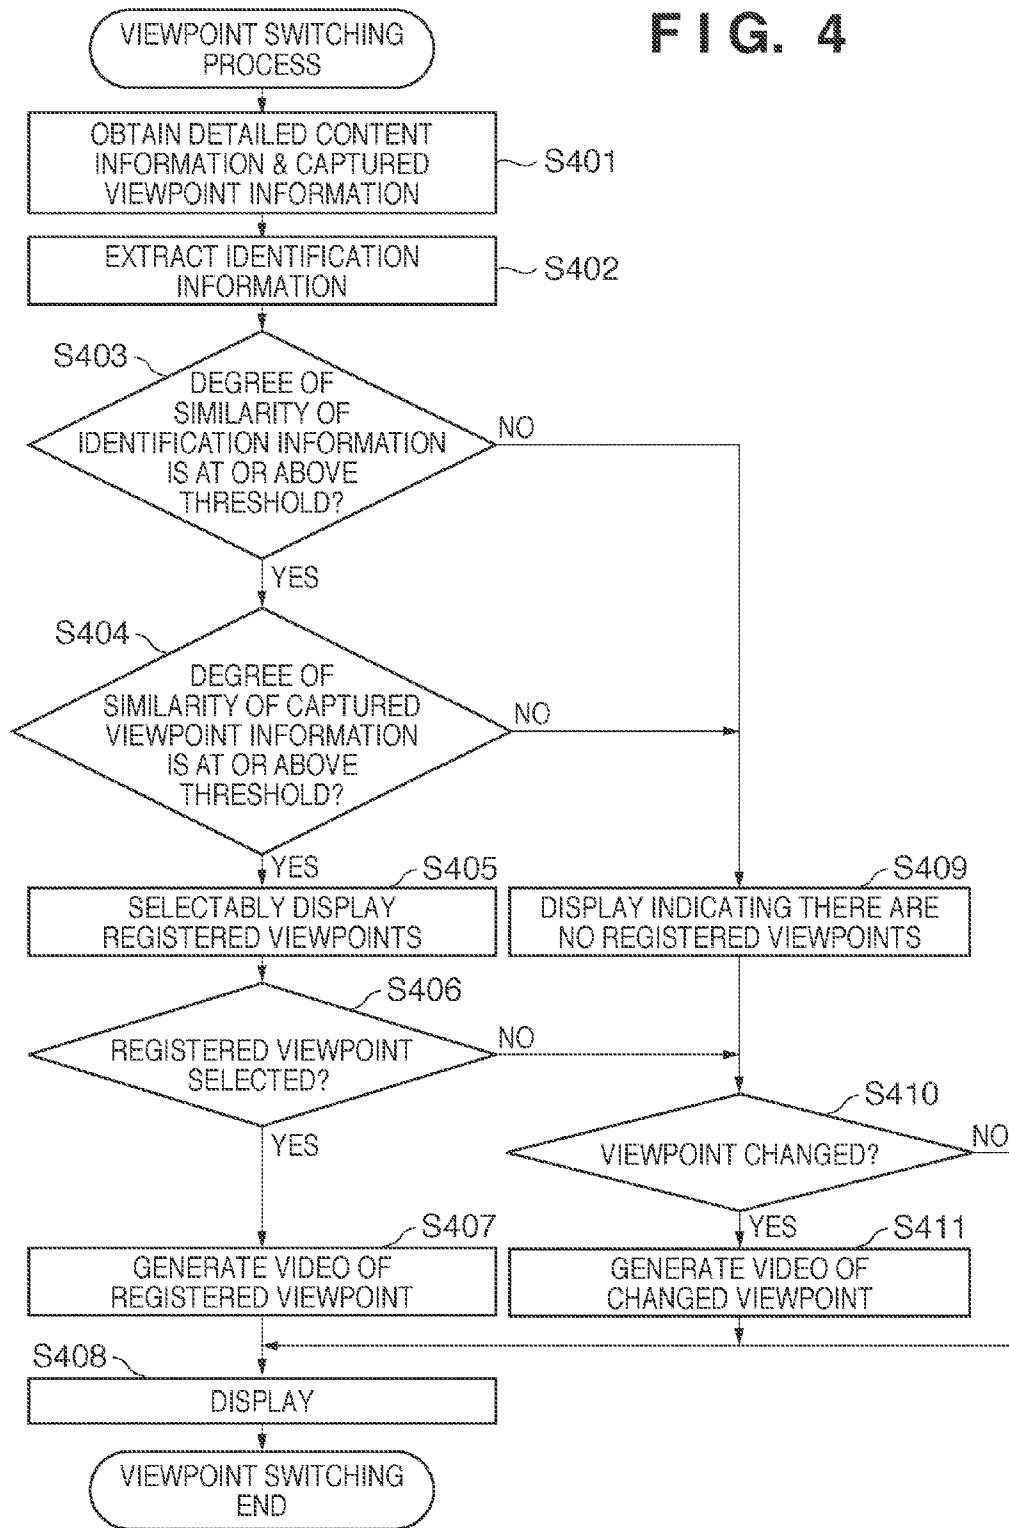 FIG. 4
VIEWPOINT SWITCHING
PROCESS
OBTAIN DETAILED CONTENT
INFORMATION & CAPTURED
VIEWPOINT INFORMATION
S401
EXTRACT IDENTIFICATION
INFORMATION
S402
S403
DEGREE OF
SIMILARITY OF
IDENTIFICATION INFORMATION
IS AT OR ABOVE
THRESHOLD?
NO
YES
S404
DEGREE OF
SIMILARITY OF CAPTURED
VIEWPOINT INFORMATION
IS AT OR ABOVE
THRESHOLD?
NO
YES
S405
SELECTABLY DISPLAY
REGISTERED VIEWPOINTS
S409
DISPLAY INDICATING THERE ARE
NO REGISTERED VIEWPOINTS
S406
REGISTERED VIEWPOINT
SELECTED?
NO
YES
S410
VIEWPOINT CHANGED?
NO
YES
S407
GENERATE VIDEO OF
REGISTERED VIEWPOINT
S411
GENERATE VIDEO OF
CHANGED VIEWPOINT
S408
DISPLAY
VIEWPOINT SWITCHING
END